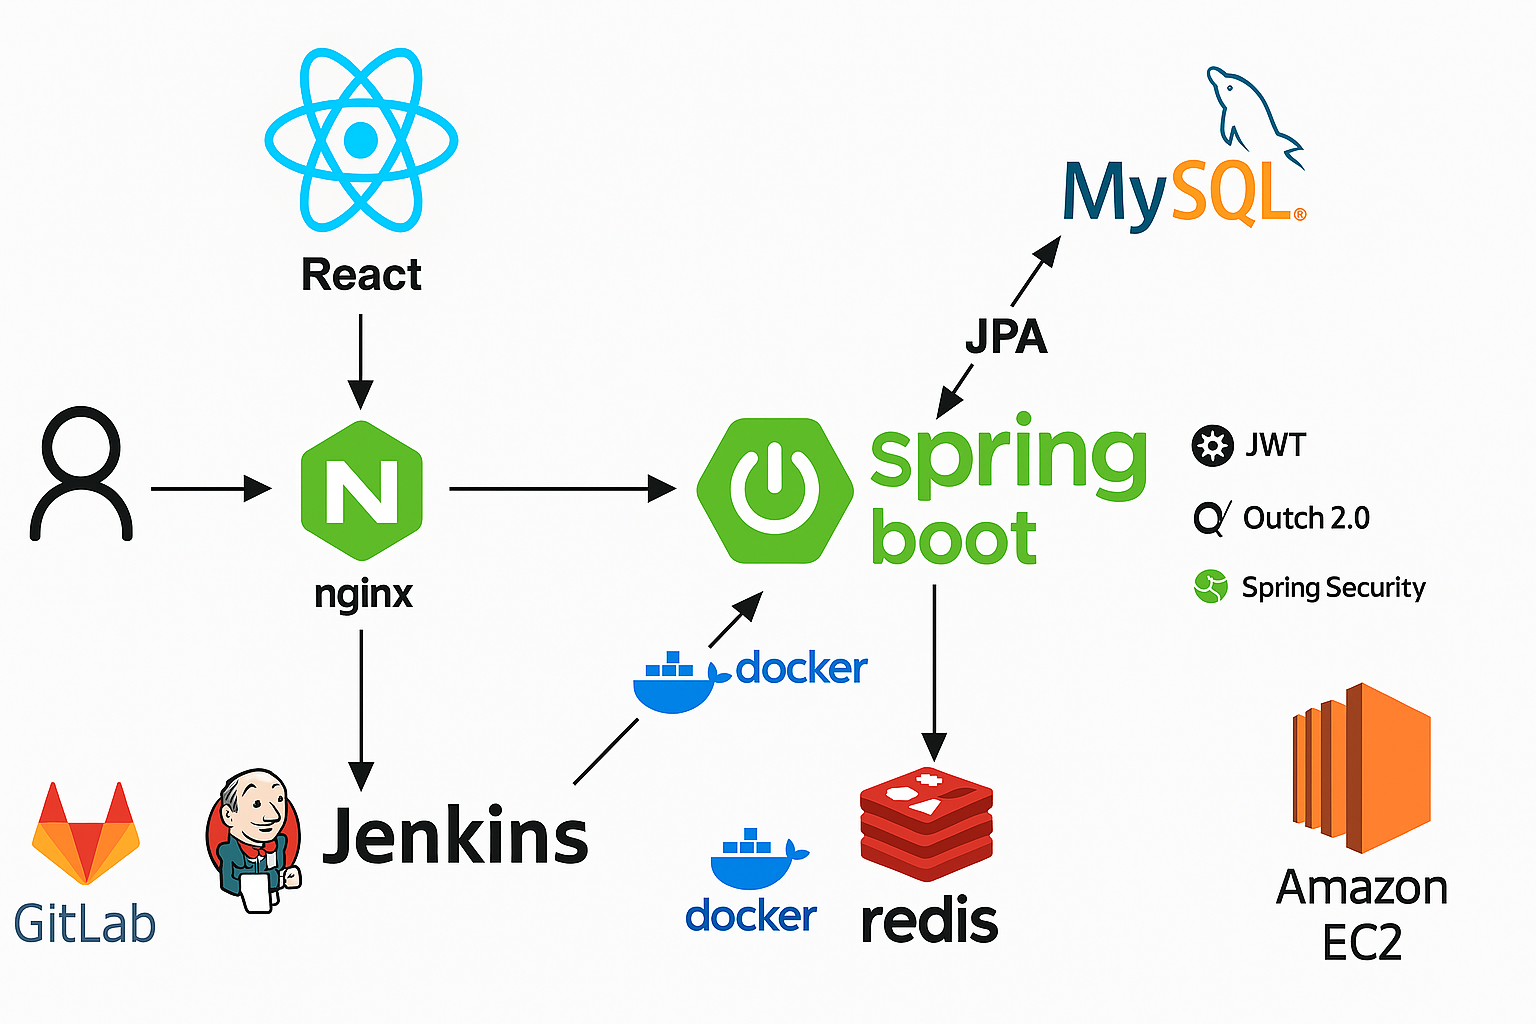 React
MySQL®
JPA
N
nginx
spring
boot
JWT
Outch 2.0
Spring Security
docker
GitLab
Jenkins
docker
redis
Amazon
EC2